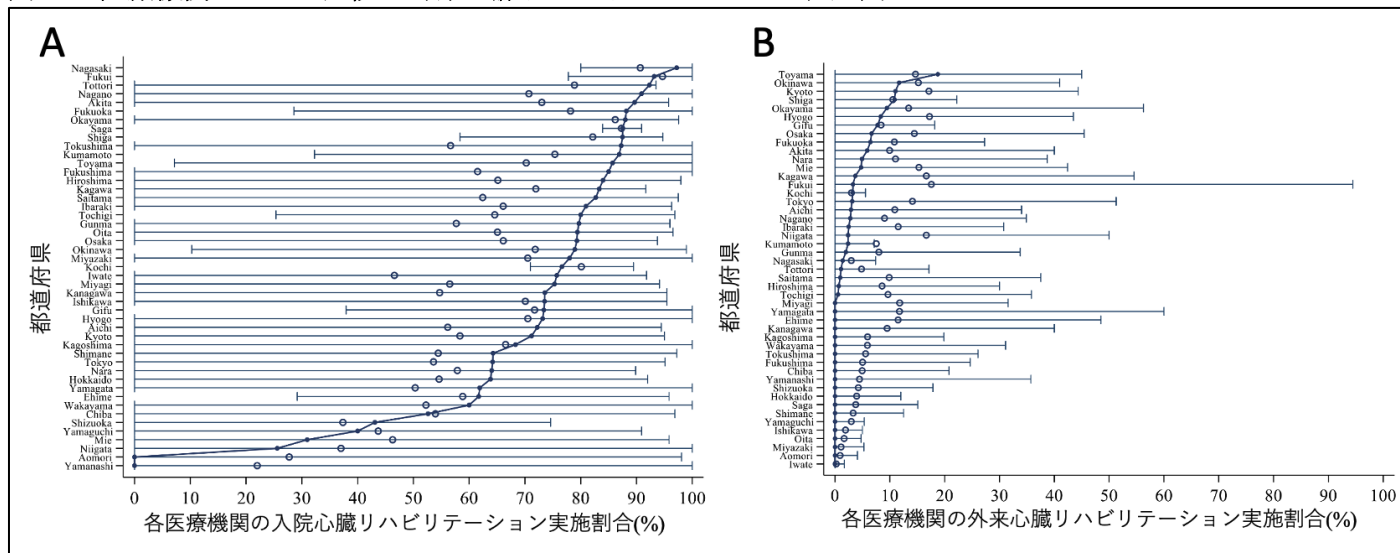 A
Nagasaki
Fukui
Tottori
Nagano
Akita
Fukuoka
Okayama
Saga
Shiga
Tokushima
Kumamoto
Toyama
Fukushima
Hiroshima
Kagawa
Saitama
Ibaraki
Tochigi
Gunma
Oita
Osaka
Okinawa
Miyazaki
Kochi
Iwate
Miyagi
Kanagawa
Ishikawa
Gifu
Hyogo
Aichi
Kyoto
Kagoshima
Shimane
Tokyo
Nara
Hokkaido
Yamagata
Ehime
Wakayama
Chiba
Shizuoka
Yamaguchi
Mie
Niigata
Aomori
Yamanashi
都道府県
0 10 20 30 40 50 60 70 80 90 100
各医療機関の入院心臓リハビリテーション実施割合(%)
B
Toyama
Okinawa
Kyoto
Shiga
Okayama
Hyogo
Gifu
Osaka
Fukuoka
Akita
Nara
Mie
Kagawa
Fukui
Kochi
Tokyo
Aichi
Nagano
Ibaraki
Niigata
Kumamoto
Gunma
Nagasaki
Tottori
Saitama
Hiroshima
Tochigi
Miyagi
Yamagata
Ehime
Kanagawa
Kagoshima
Wakayama
Tokushima
Fukushima
Chiba
Yamanashi
Shizuoka
Hokkaido
Saga
Shimane
Yamaguchi
Ishikawa
Oita
Miyazaki
Aomori
Iwate
都道府県
0 10 20 30 40 50 60 70 80 90 100
各医療機関の外来心臓リハビリテーション実施割合(%)